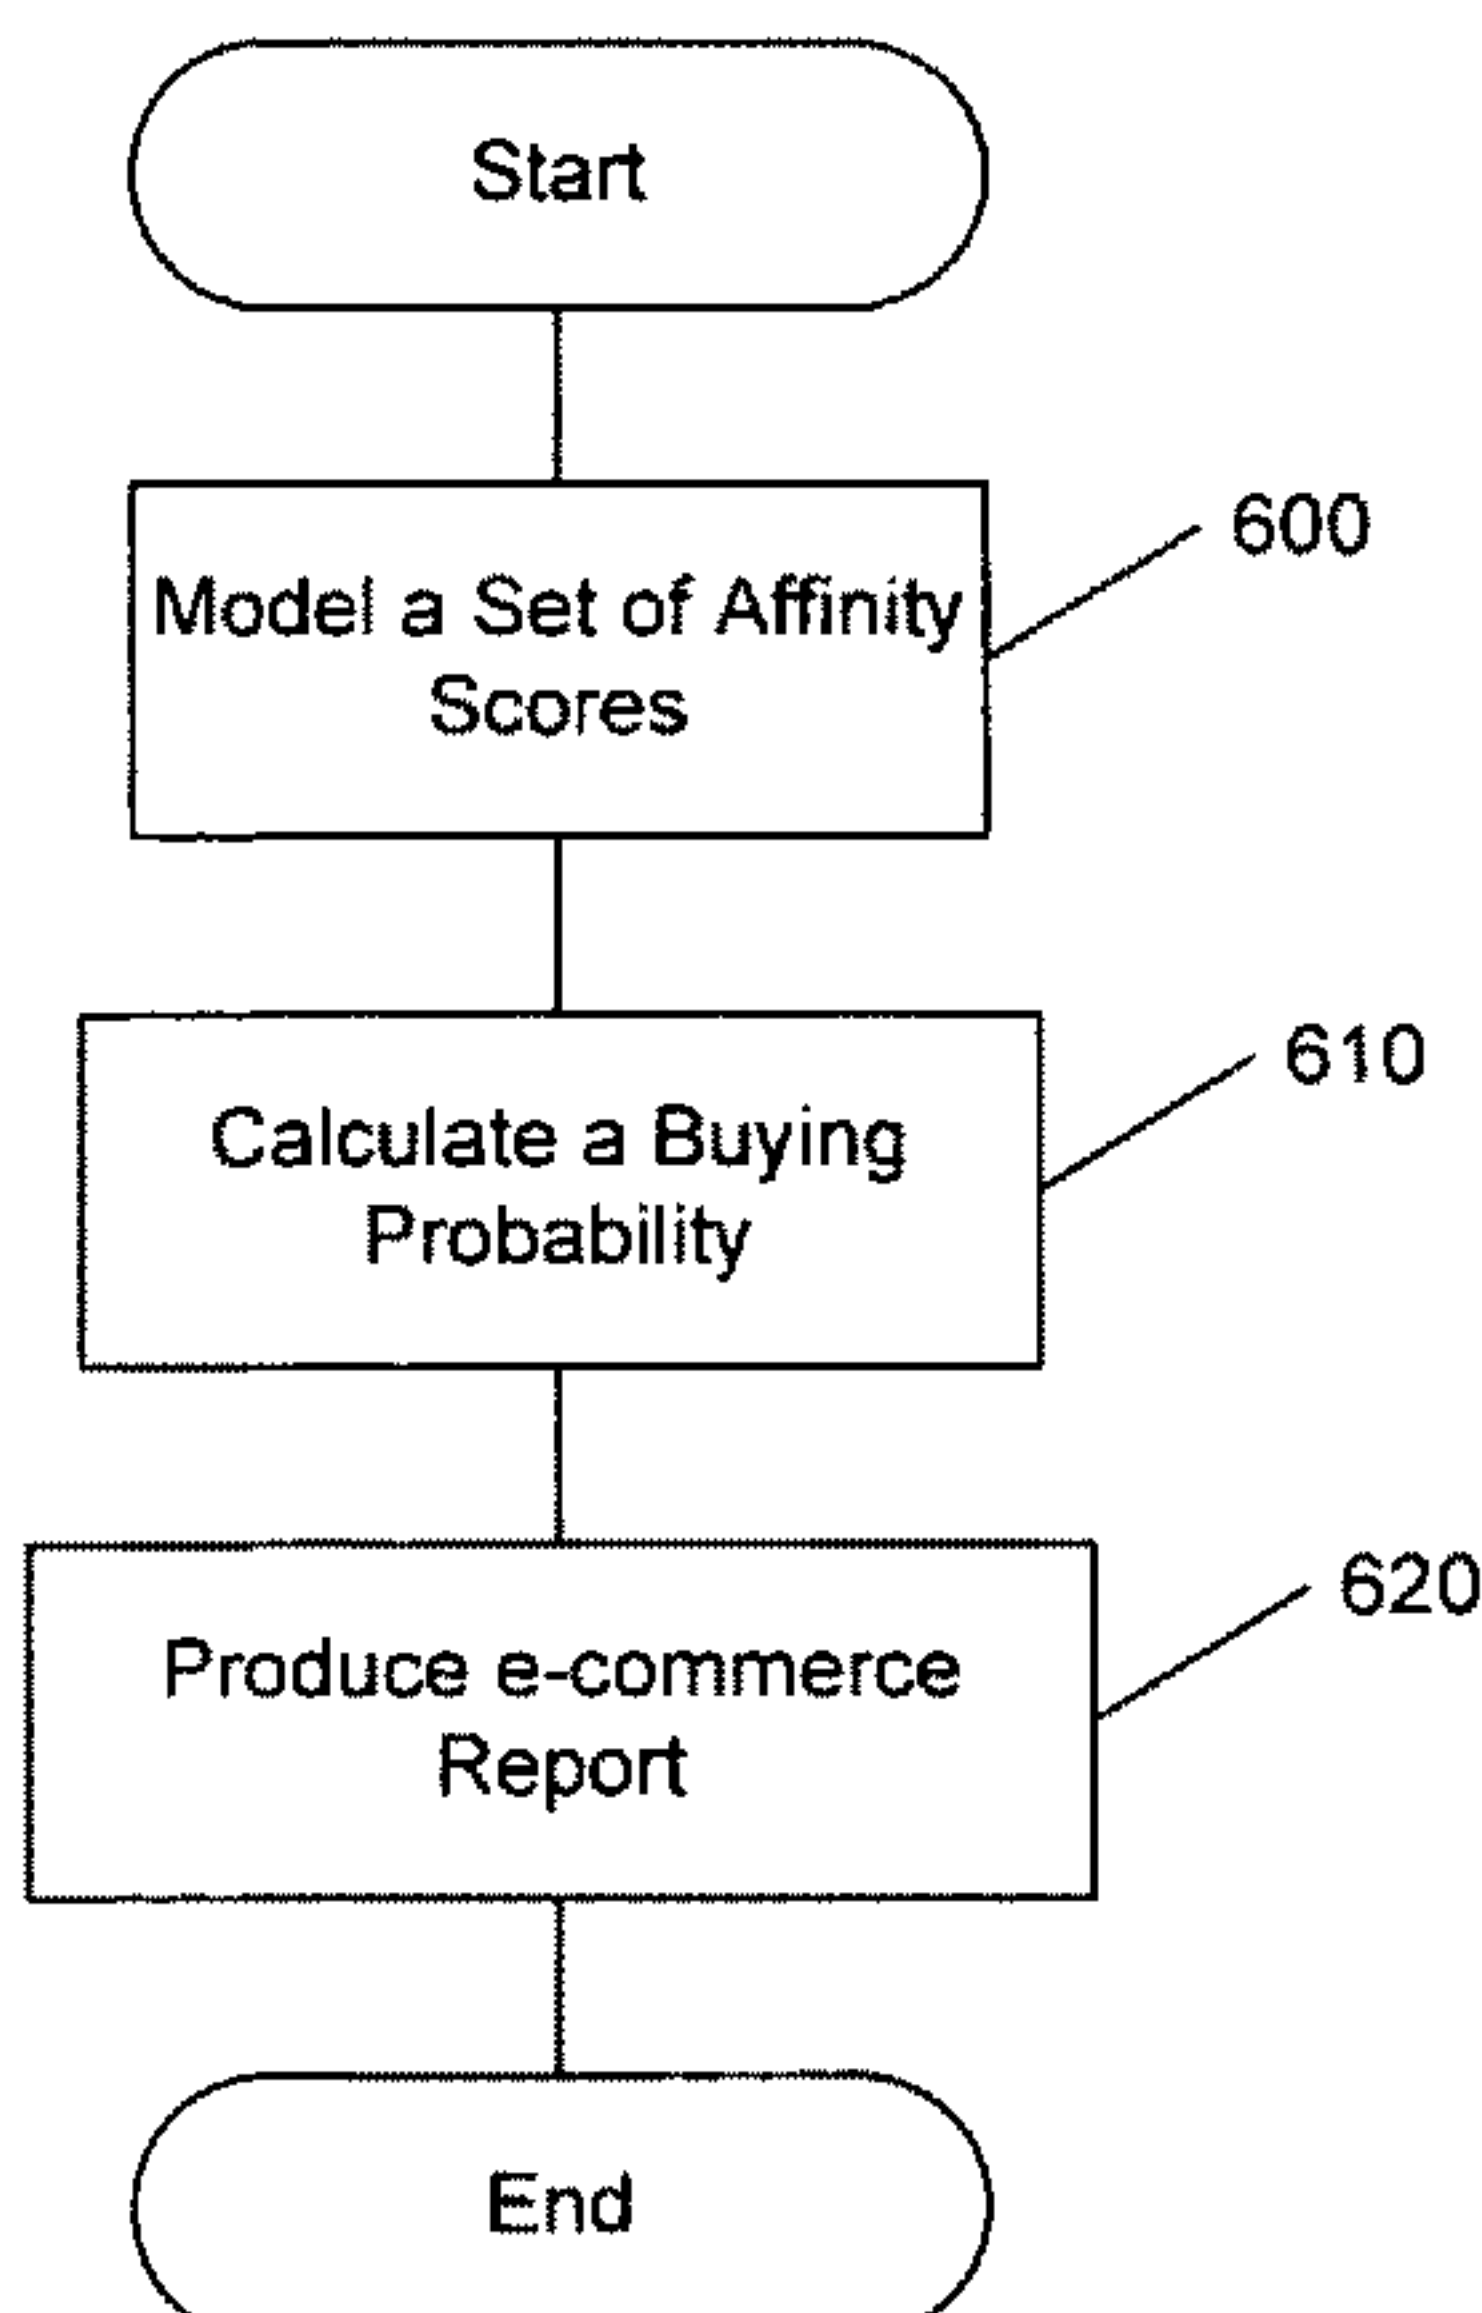 Start
Model a Set of Affinity
Scores
600
Calculate a Buying
Probability
610
Produce e-commerce
Report
620
End